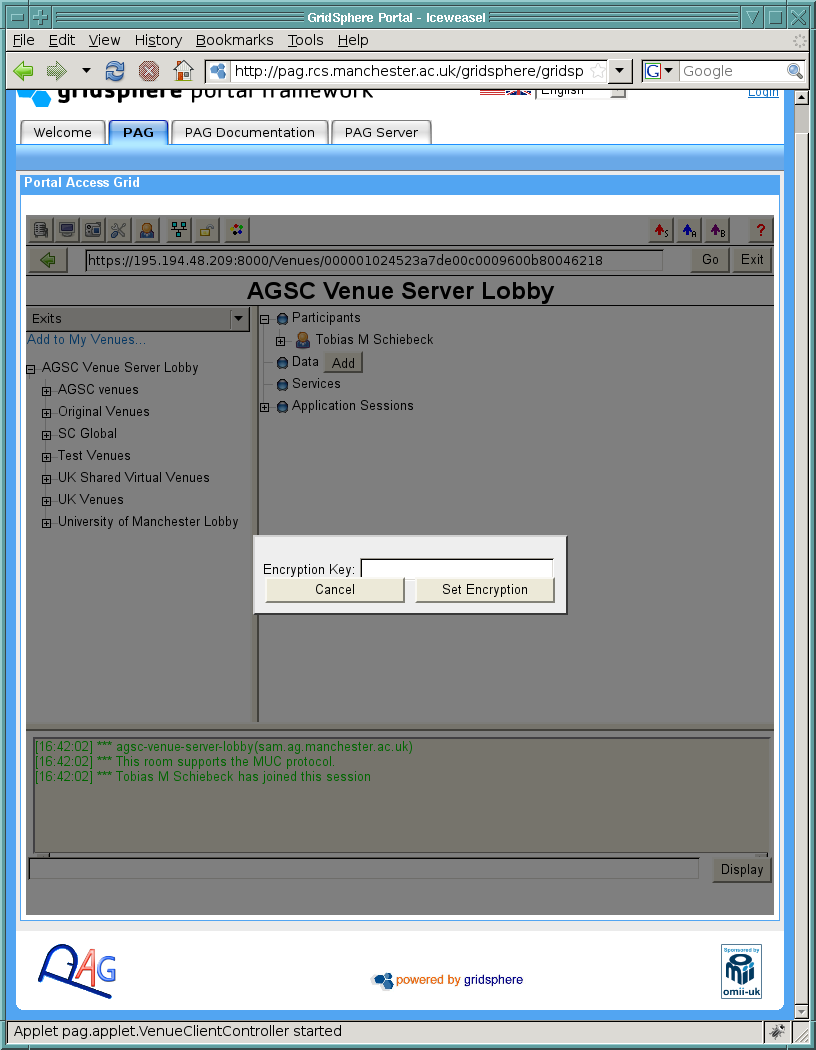 GridSphere Portal - Iceweasel
File Edit View History Bookmarks Tools Help
http://pag.rcs.manchester.ac.uk/gridsphere/gridsp
G Google
gridsphere portal framework
English
Login
Welcome PAG PAG Documentation PAG Server
Portal Access Grid
S A B ?
https://195.194.48.209:8000/Venues/000001024523a7de00c0009600b80046218 Go Exit
AGSC Venue Server Lobby
Exits
Add to My Venues...
AGSC Venue Server Lobby
AGSC venues
Original Venues
SC Global
Test Venues
UK Shared Virtual Venues
UK Venues
University of Manchester Lobby
Participants
Tobias M Schiebeck
Data Add
Services
Application Sessions
Encryption Key:
Cancel Set Encryption
[16:42:02] *** agsc-venue-server-lobby(sam.ag.manchester.ac.uk)
[16:42:02] *** This room supports the MUC protocol.
[16:42:02] *** Tobias M Schiebeck has joined this session
Display
PAG
powered by gridsphere
Sponsored by
omii
omii-uk
Applet pag.applet.VenueClientController started